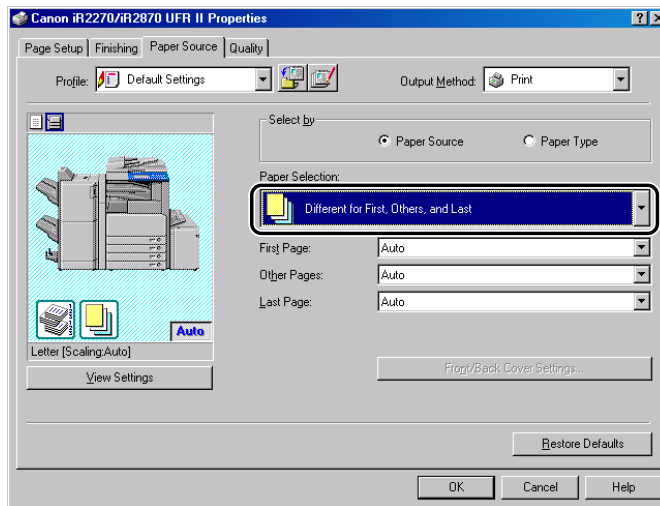 Canon iR2270/iR2870 UFR II Properties
Page Setup Finishing Paper Source Quality
Profile: Default Settings Output Method: Print
Select by
Paper Source Paper Type
Paper Selection:
Different for First, Others, and Last
First Page: Auto
Other Pages: Auto
Last Page: Auto
Auto
Letter [Scaling:Auto]
View Settings Front/Back Cover Settings...
Restore Defaults
OK Cancel Help